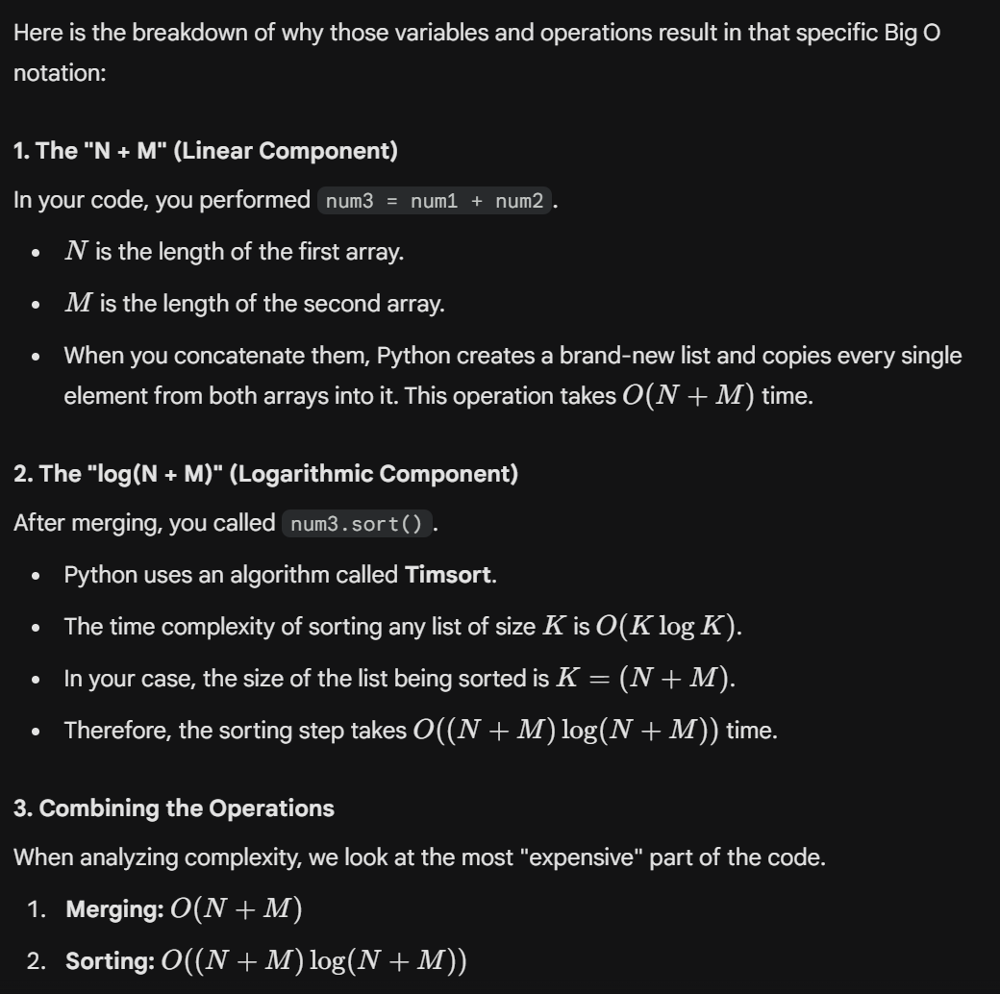 Here is the breakdown of why those variables and operations result in that specific Big O
notation:
1. The "N + M" (Linear Component)
In your code, you performed num3 = num1 + num2 .
• N is the length of the first array.
• M is the length of the second array.
• When you concatenate them, Python creates a brand-new list and copies every single
element from both arrays into it. This operation takes O(N + M) time.
2. The "log(N + M)" (Logarithmic Component)
After merging, you called num3.sort() .
• Python uses an algorithm called Timsort.
• The time complexity of sorting any list of size K is O(K log K).
• In your case, the size of the list being sorted is K = (N + M).
• Therefore, the sorting step takes O((N + M) log(N + M)) time.
3. Combining the Operations
When analyzing complexity, we look at the most "expensive" part of the code.
1. Merging: O(N + M)
2. Sorting: O((N + M) log(N + M))